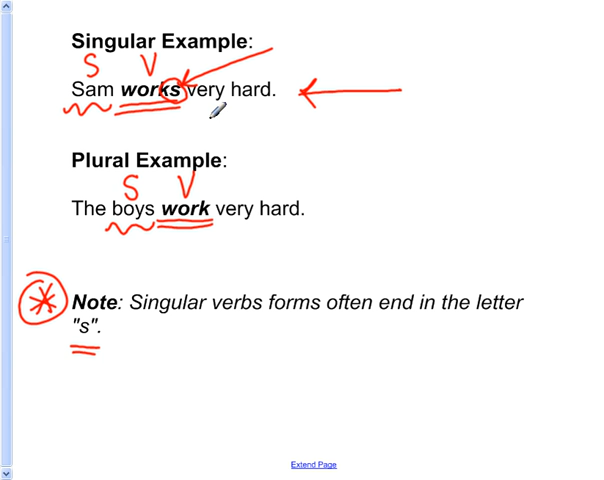 Singular Example:
S V
Sam works very hard.
Plural Example:
S V
The boys work very hard.
Note: Singular verbs forms often end in the letter
"s".
Extend Page